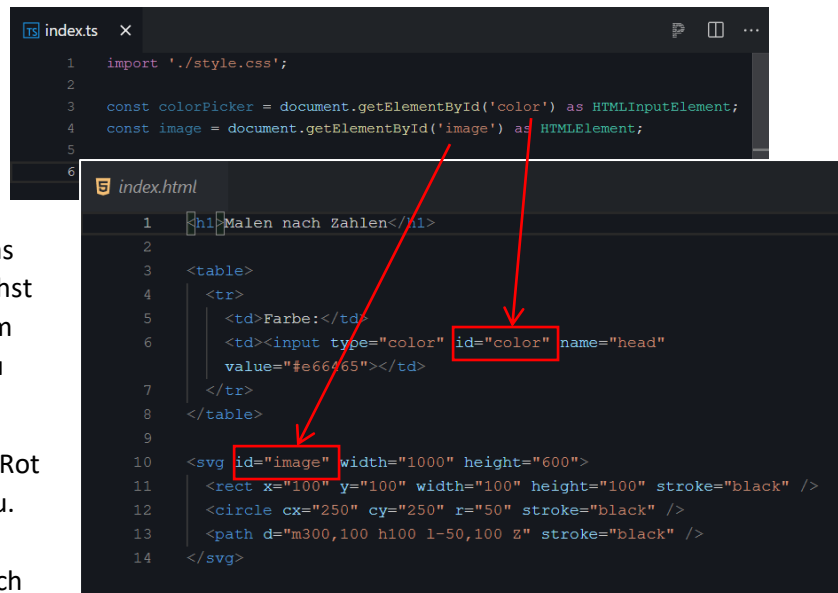 TS index.ts ×
1 import './style.css';
2
3 const colorPicker = document.getElementById('color') as HTMLInputElement;
4 const image = document.getElementById('image') as HTMLElement;
5
6
5 index.html
1 <h1>Malen nach Zahlen</h1>
2
3 <table>
4 <tr>
5 <td>Farbe:</td>
6 <td><input type="color" id="color" name="head"
value="#e66465"></td>
7 </tr>
8 </table>
9
10 <svg id="image" width="1000" height="600">
11 <rect x="100" y="100" width="100" height="100" stroke="black" />
12 <circle cx="250" cy="250" r="50" stroke="black" />
13 <path d="m300,100 h100 l-50,100 Z" stroke="black" />
14 </svg>
hst
Rot
u.
ch